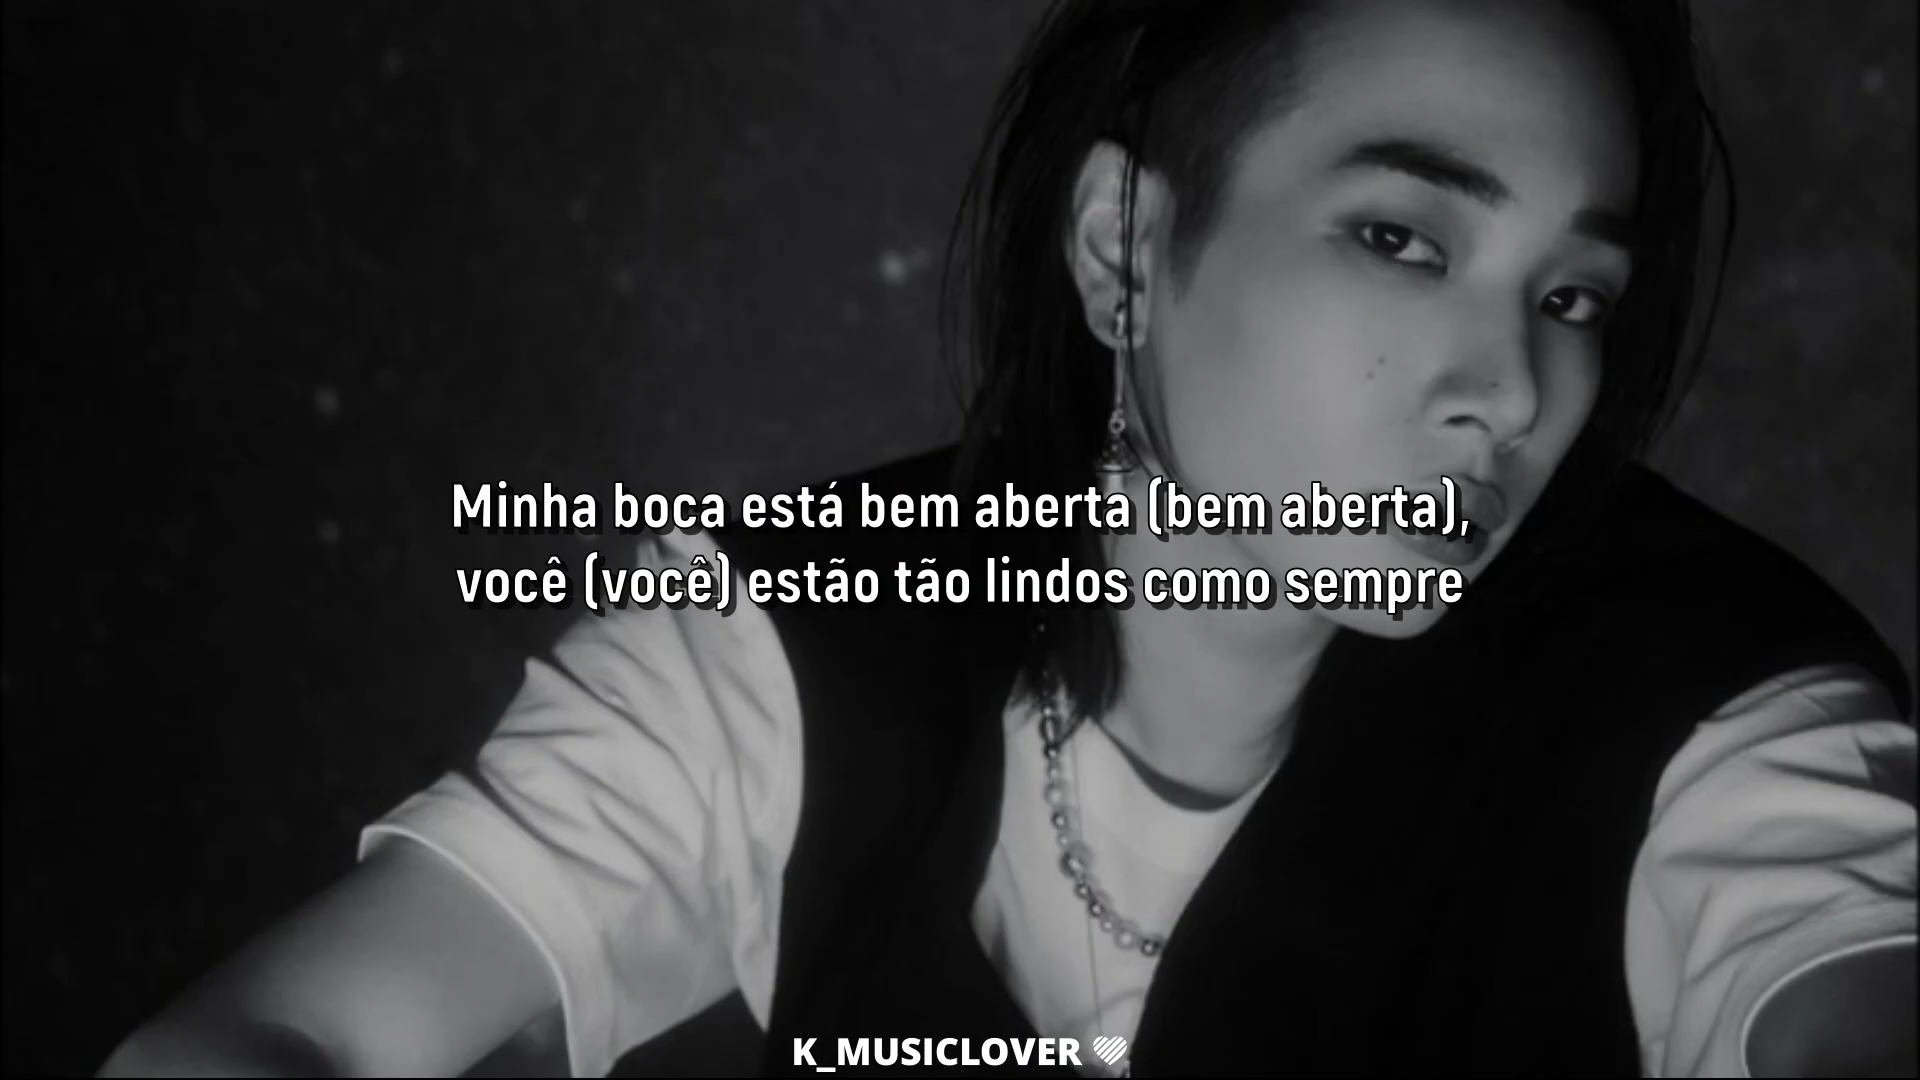 Minha boca está bem aberta (bem aberta),
você (você) estão tão lindos como sempre
K_MUSICLOVER